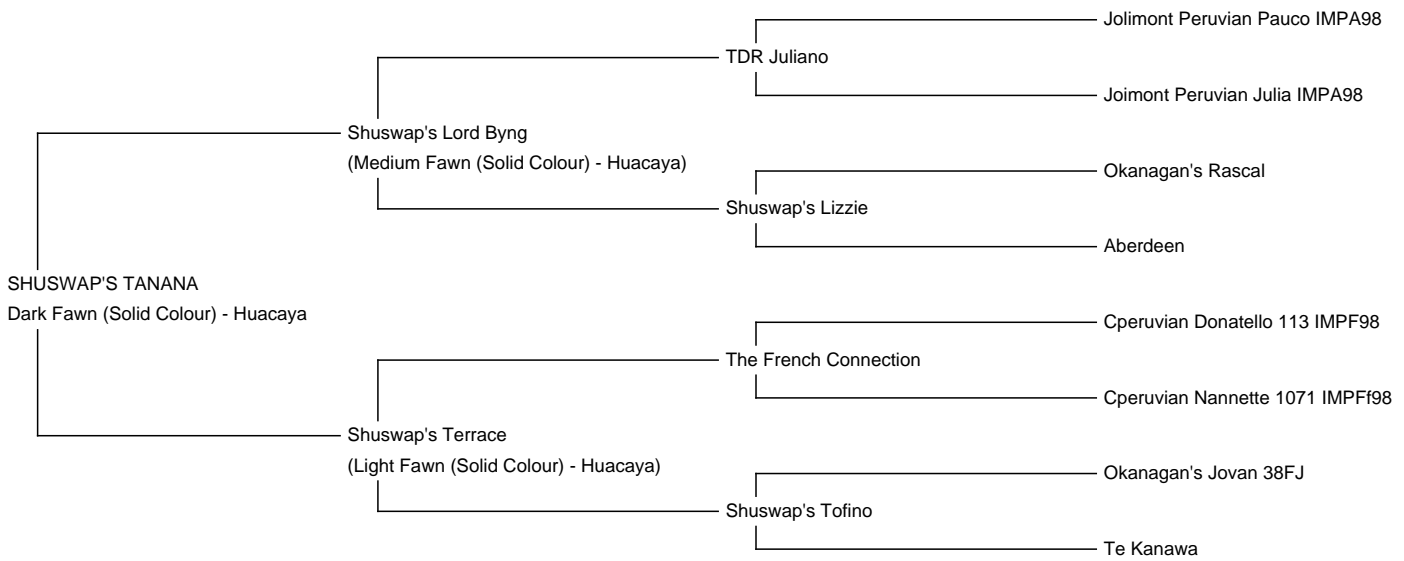 Jolimont Peruvian Pauco IMPA98
TDR Juliano
Joimont Peruvian Julia IMPA98
Shuswap's Lord Byng
(Medium Fawn (Solid Colour) - Huacaya)
Okanagan's Rascal
Shuswap's Lizzie
Aberdeen
SHUSWAP'S TANANA
Dark Fawn (Solid Colour) - Huacaya
Cperuvian Donatello 113 IMPF98
The French Connection
Cperuvian Nannette 1071 IMPFf98
Shuswap's Terrace
(Light Fawn (Solid Colour) - Huacaya)
Okanagan's Jovan 38FJ
Shuswap's Tofino
Te Kanawa